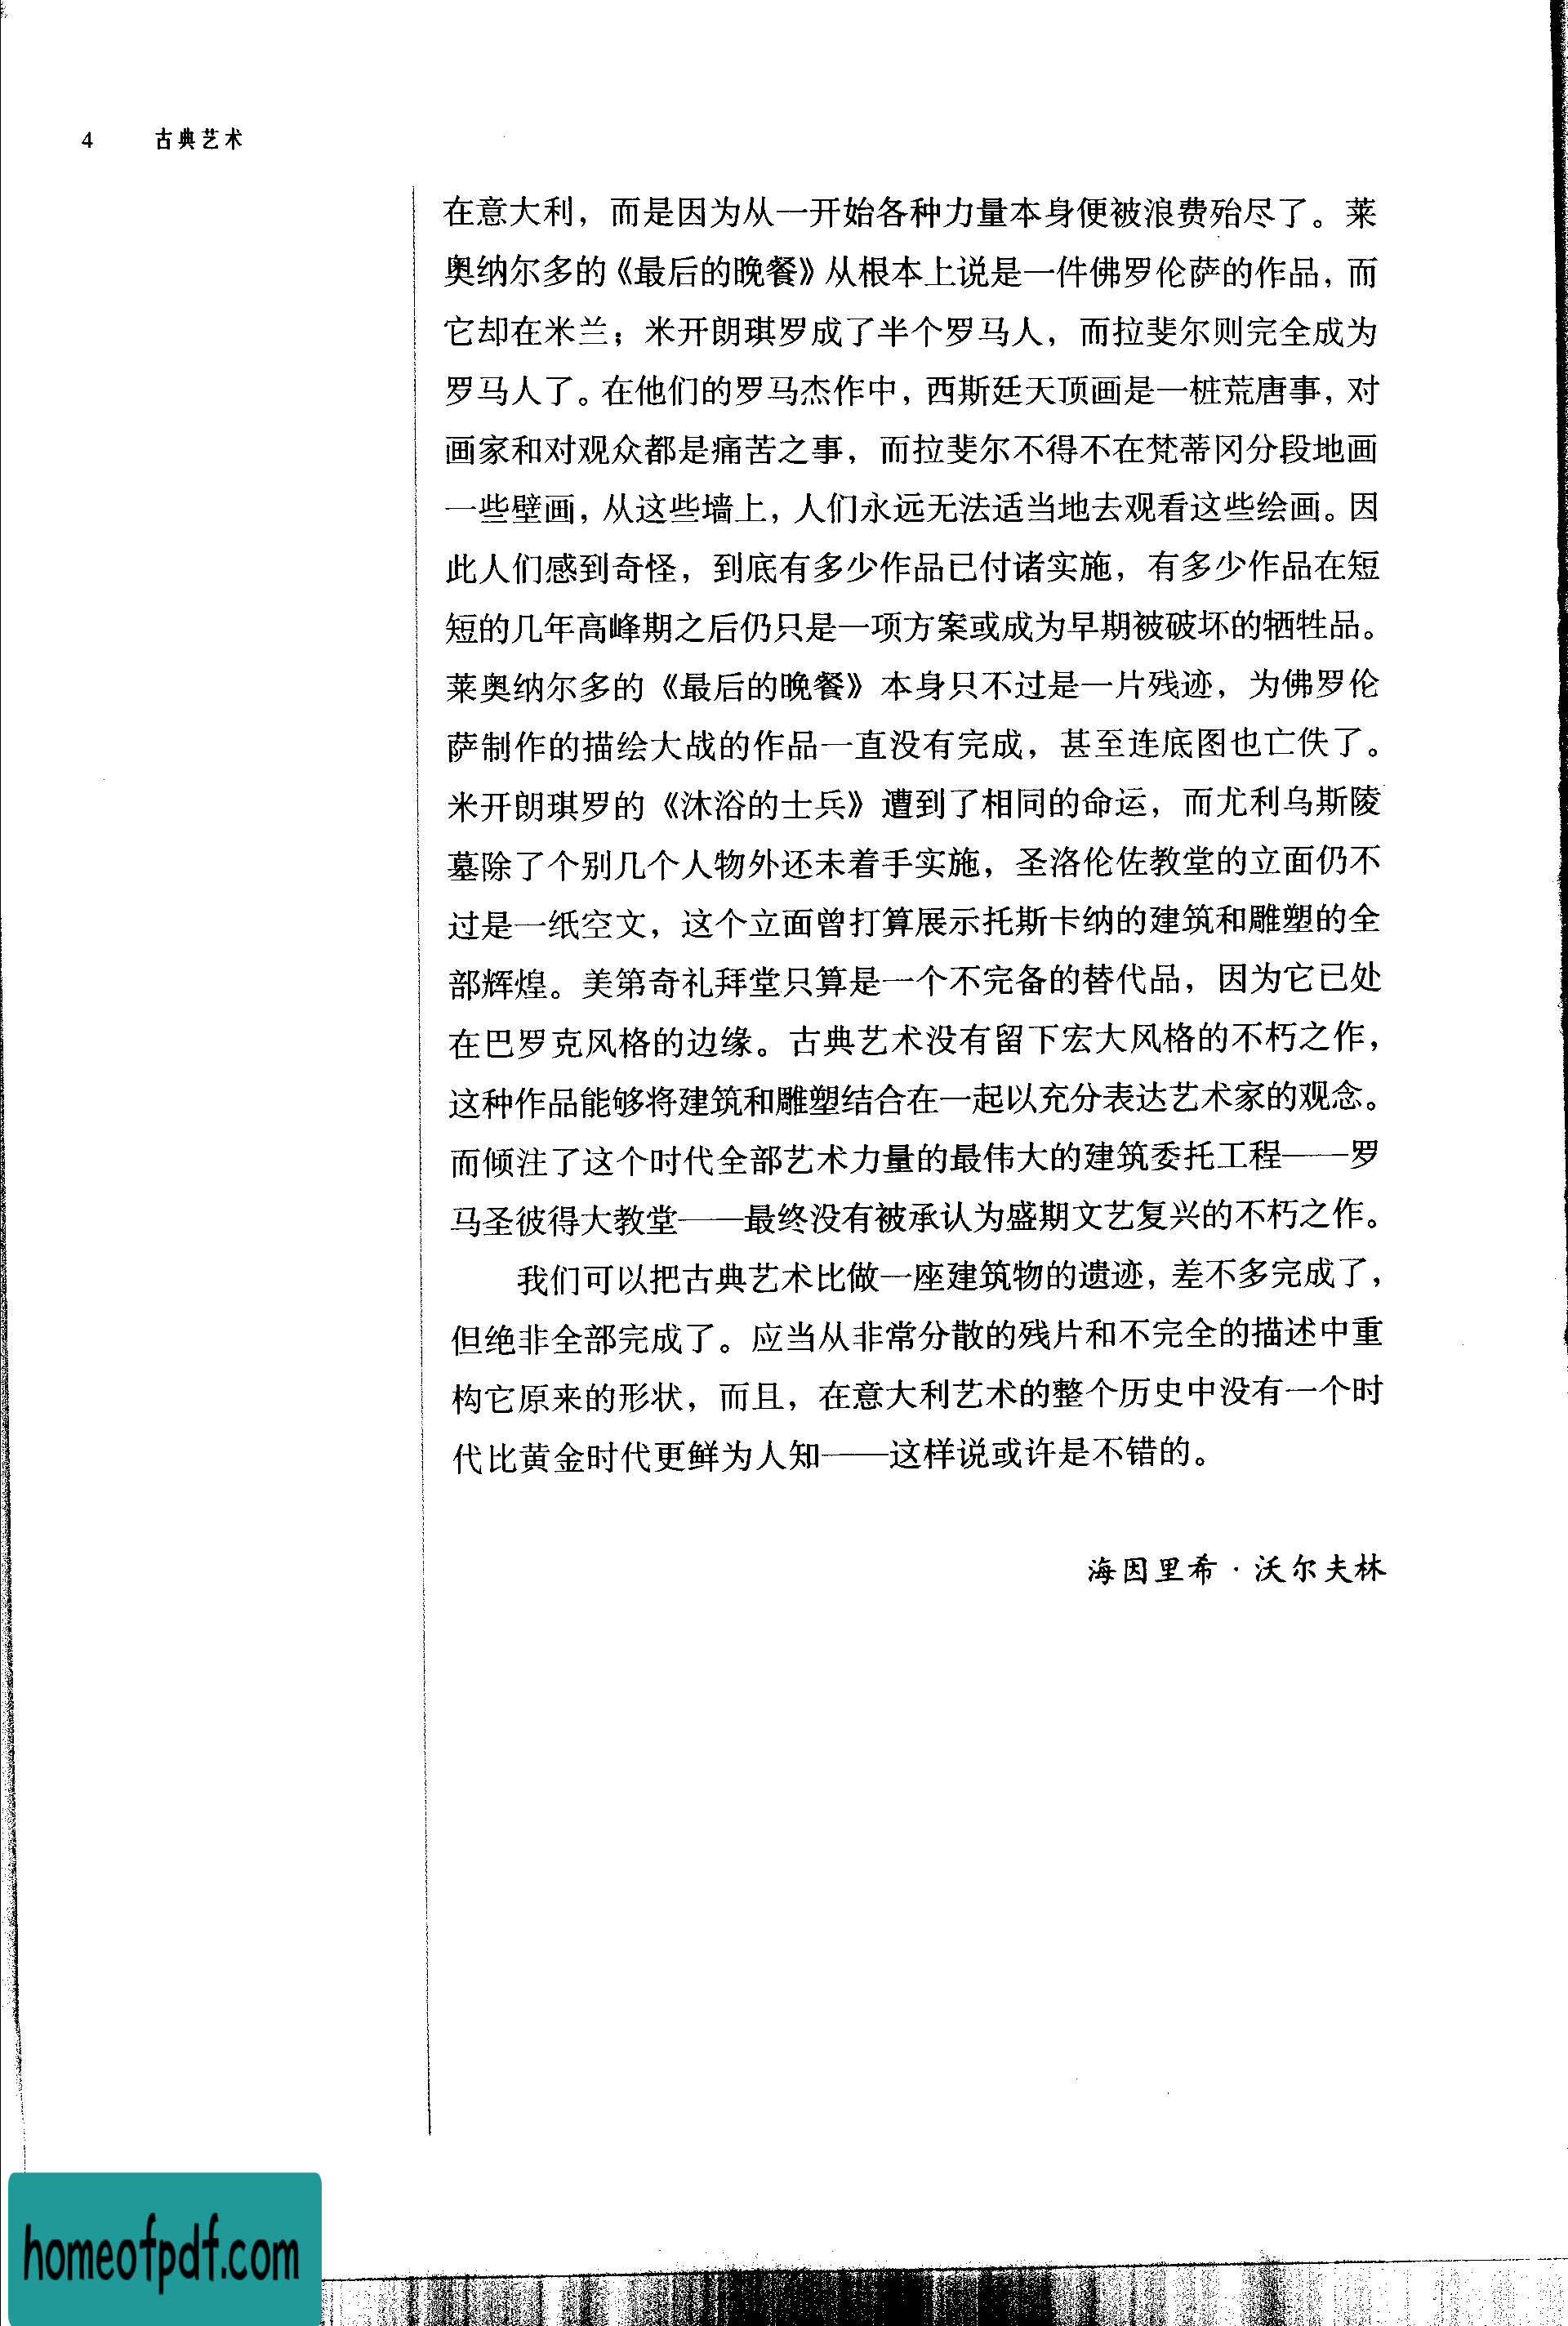 4 古典艺术
在意大利，而是因为从一开始各种力量本身便被浪费殆尽了。莱
奥纳尔多的《最后的晚餐》从根本上说是一件佛罗伦萨的作品，而
它却在米兰；米开朗琪罗成了半个罗马人，而拉斐尔则完全成为
罗马人了。在他们的罗马杰作中，西斯廷天顶画是一桩荒唐事，对
画家和对观众都是痛苦之事，而拉斐尔不得不在梵蒂冈分段地画
一些壁画，从这些墙上，人们永远无法适当地去观看这些绘画。因
此人们感到奇怪，到底有多少作品已付诸实施，有多少作品在短
短的几年高峰期之后仍只是一项方案或成为早期被破坏的牺牲品。
莱奥纳尔多的《最后的晚餐》本身只不过是一片残迹，为佛罗伦
萨制作的描绘大战的作品一直没有完成，甚至连底图也亡佚了。
米开朗琪罗的《沐浴的士兵》遭到了相同的命运，而尤利乌斯陵
墓除了个别几个人物外还未着手实施，圣洛伦佐教堂的立面仍不
过是一纸空文，这个立面曾打算展示托斯卡纳的建筑和雕塑的全
部辉煌。美第奇礼拜堂只算是一个不完备的替代品，因为它已处
在巴罗克风格的边缘。古典艺术没有留下宏大风格的不朽之作，
这种作品能够将建筑和雕塑结合在一起以充分表达艺术家的观念。
而倾注了这个时代全部艺术力量的最伟大的建筑委托工程——罗
马圣彼得大教堂——最终没有被承认为盛期文艺复兴的不朽之作。
我们可以把古典艺术比做一座建筑物的遗迹，差不多完成了，
但绝非全部完成了。应当从非常分散的残片和不完全的描述中重
构它原来的形状，而且，在意大利艺术的整个历史中没有一个时
代比黄金时代更鲜为人知——这样说或许是不错的。
海因里希·沃尔夫林
homeofpdf.com